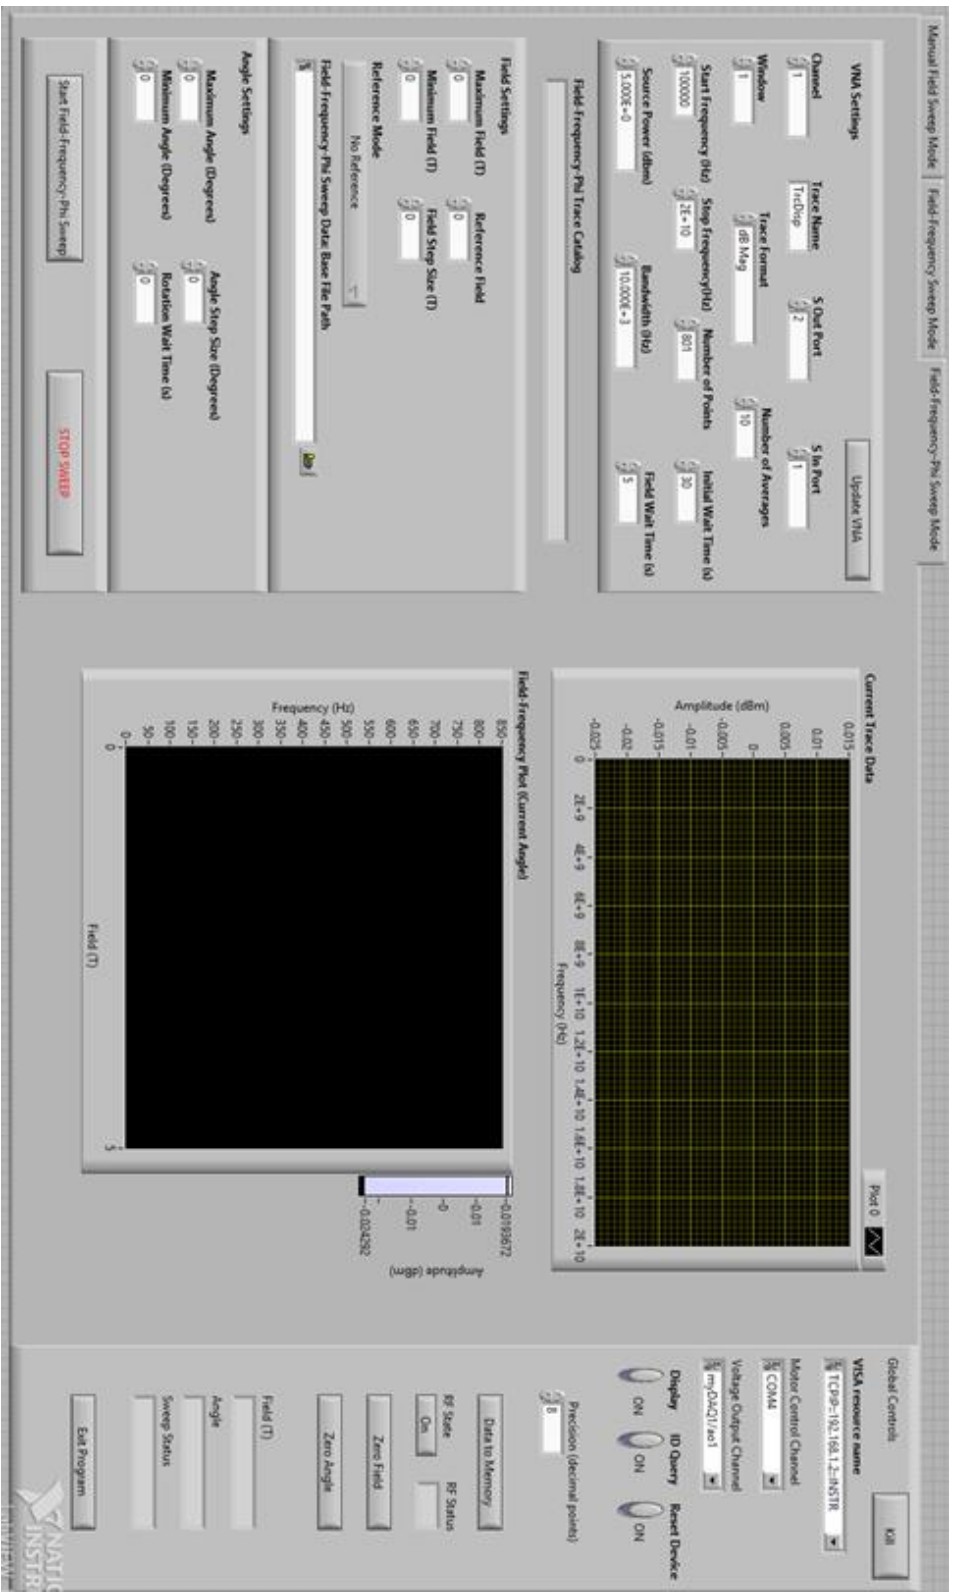 Manual Field Sweep Mode Field-Frequency Sweep Mode Field-Frequency-Phi Sweep Mode
VNA Settings
Update VNA
Channel Trace Name S Out Port S In Port
1 TrcDisp 2 1
Window Trace Format Number of Averages
1 dB Mag 10
Start Frequency (Hz) Stop Frequency(Hz) Number of Points Initial Wait Time (s)
100000 2E+10 801 30
Source Power (dbm) Bandwidth (Hz) Field Wait Time (s)
5.000E+0 10.000E+3 5
Field-Frequency-Phi Trace Catalog
Field Settings
Maximum Field (T) Reference Field
0 0
Minimum Field (T) Field Step Size (T)
0 0
Reference Mode
No Reference
Field-Frequency-Phi Sweep Data: Base File Path
Angle Settings
Maximum Angle (Degrees) Angle Step Size (Degrees)
0 0
Minimum Angle (Degrees) Rotation Wait Time (s)
0 0
Start Field-Frequency-Phi Sweep
STOP SWEEP
Current Trace Data
Plot 0
Amplitude (dBm)
0.015
0.01
0.005
0
-0.005
-0.01
-0.015
-0.02
-0.025
0 2E+9 4E+9 6E+9 8E+9 1E+10 1.2E+10 1.4E+10 1.6E+10 1.8E+10 2E+10
Frequency (Hz)
Field-Frequency Plot (Current Angle)
Frequency (Hz)
850
800
750
700
650
600
550
500
450
400
350
300
250
200
150
100
50
0
0 5
Field (T)
-0.0193672
-0.01
-0
-0.01
-0.024292
Amplitude (dBm)
Global Controls
Kill
VISA resource name
TCPIP::192.168.1.2::INSTR
Motor Control Channel
COM4
Voltage Output Channel
myDAQ1/ao1
Display ID Query Reset Device
ON ON ON
Precision (decimal points)
8
Data to Memory
RF State RF Status
On
Zero Field
Zero Angle
Field (T)
Angle
Sweep Status
Exit Program